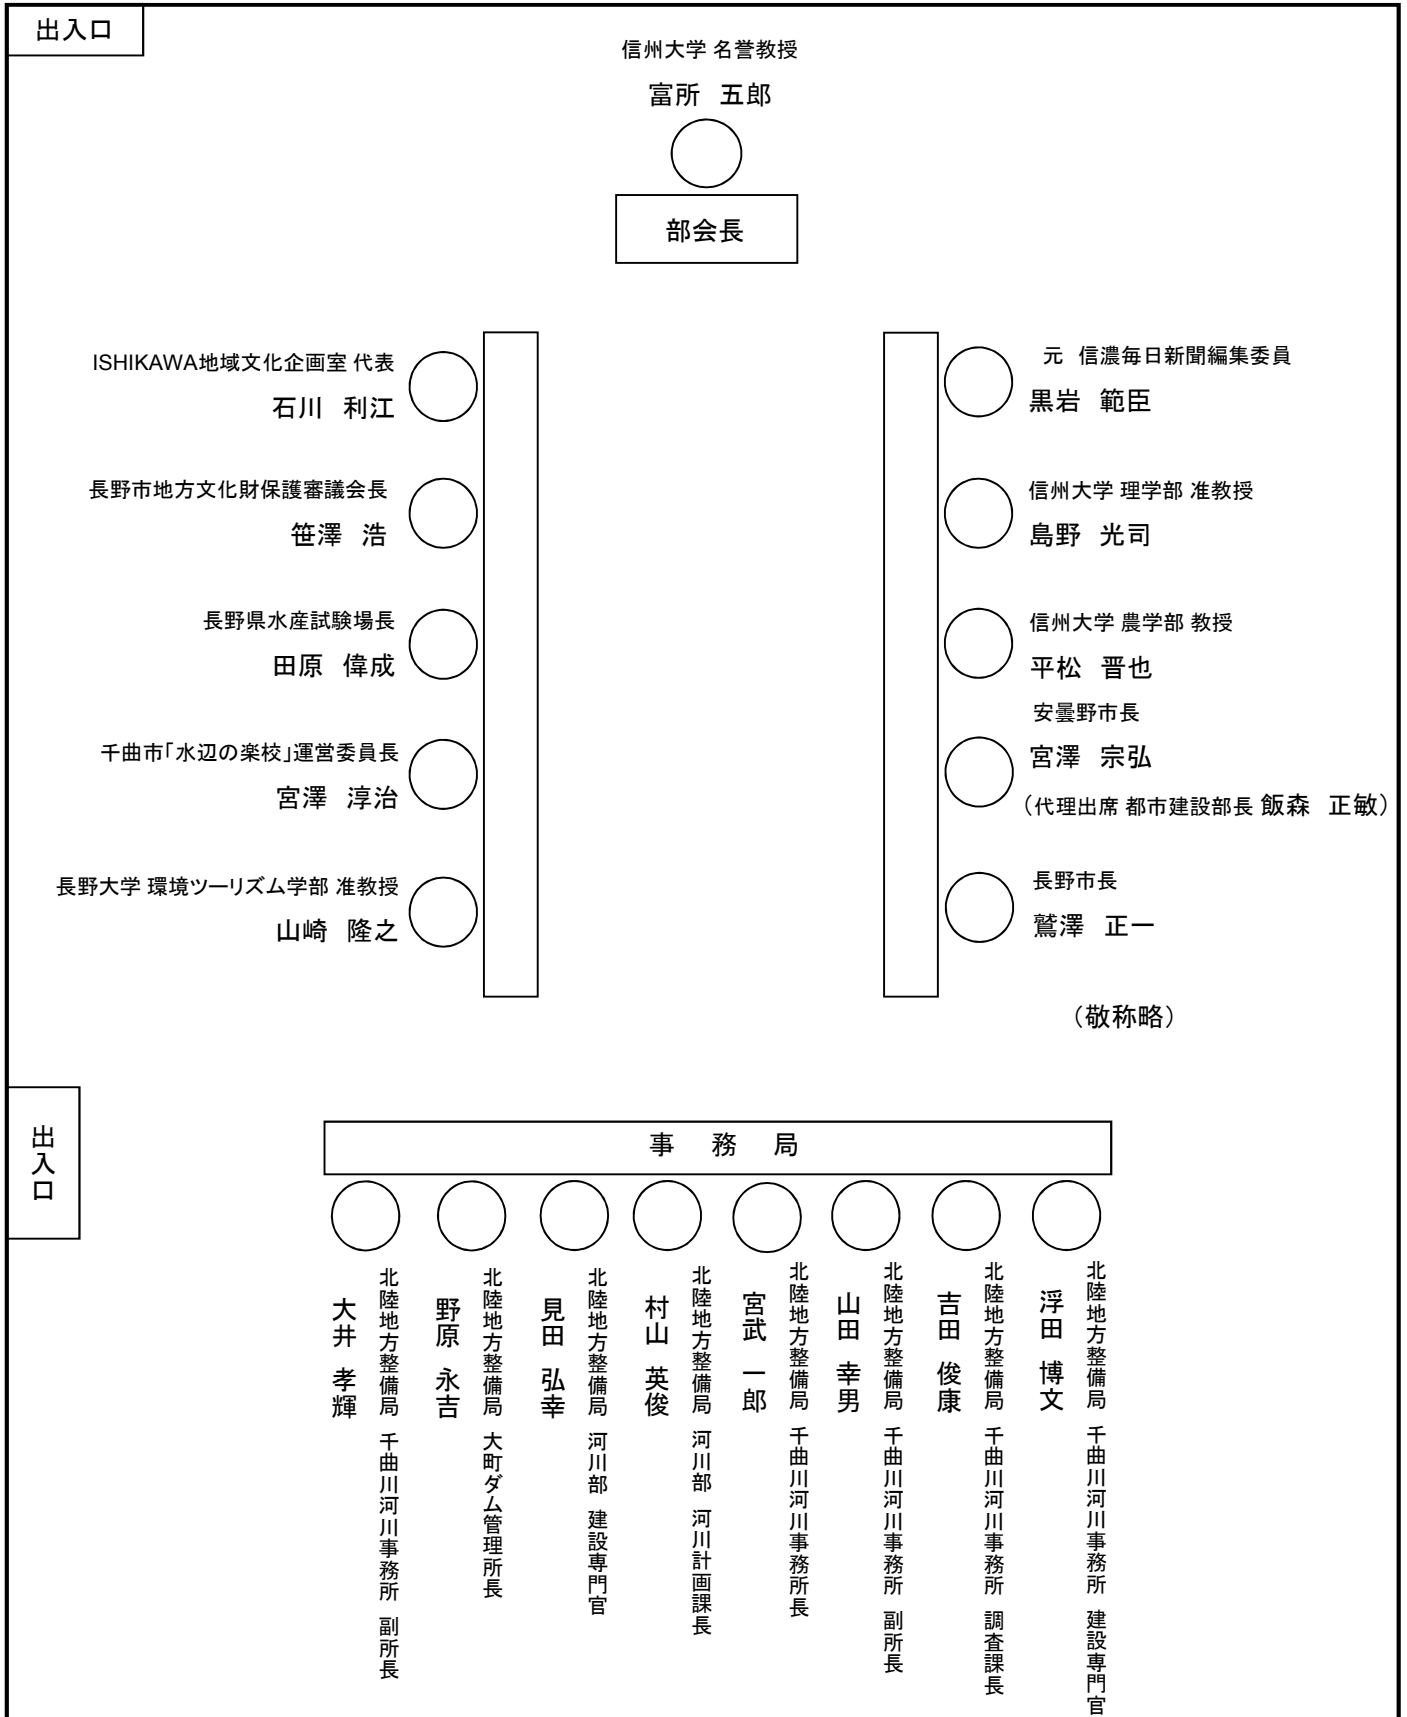 出入口
信州大学 名誉教授
富所 五郎
部会長
ISHIKAWA地域文化企画室 代表
石川 利江
長野市地方文化財保護審議会長
笹澤 浩
長野県水産試験場長
田原 偉成
千曲市「水辺の楽校」運営委員長
宮澤 淳治
長野大学 環境ツーリズム学部 准教授
山崎 隆之
元 信濃毎日新聞編集委員
黒岩 範臣
信州大学 理学部 准教授
島野 光司
信州大学 農学部 教授
平松 晋也
安曇野市長
宮澤 宗弘
（代理出席 都市建設部長 飯森 正敏）
長野市長
鷲澤 正一
（敬称略）
出入口
事 務 局
北陸地方整備局 千曲川河川事務所 副所長
大井 孝輝
北陸地方整備局 大町ダム管理所長
野原 永吉
北陸地方整備局 河川部 建設専門官
見田 弘幸
北陸地方整備局 河川部 河川計画課長
村山 英俊
北陸地方整備局 千曲川河川事務所長
宮武 一郎
北陸地方整備局 千曲川河川事務所 副所長
山田 幸男
北陸地方整備局 千曲川河川事務所 調査課長
吉田 俊康
北陸地方整備局 千曲川河川事務所 建設専門官
浮田 博文